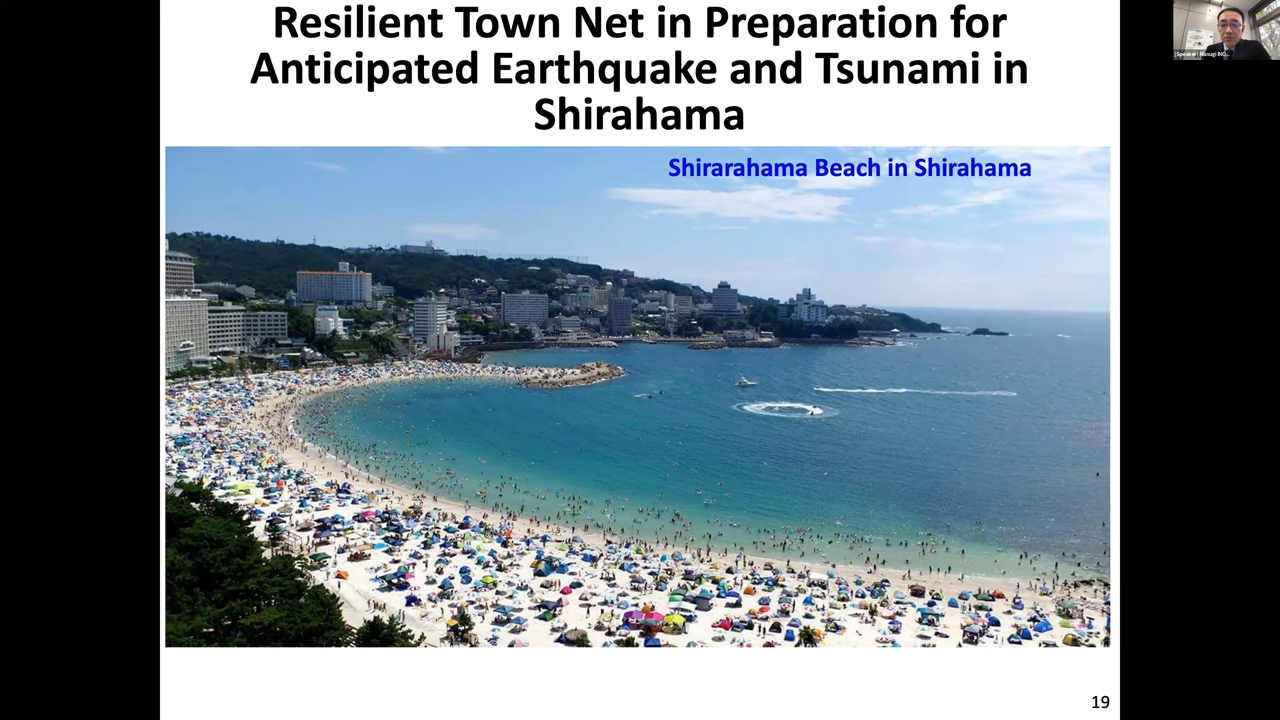 Resilient Town Net in Preparation for
Anticipated Earthquake and Tsunami in
Shirahama
Shirarahama Beach in Shirahama
19